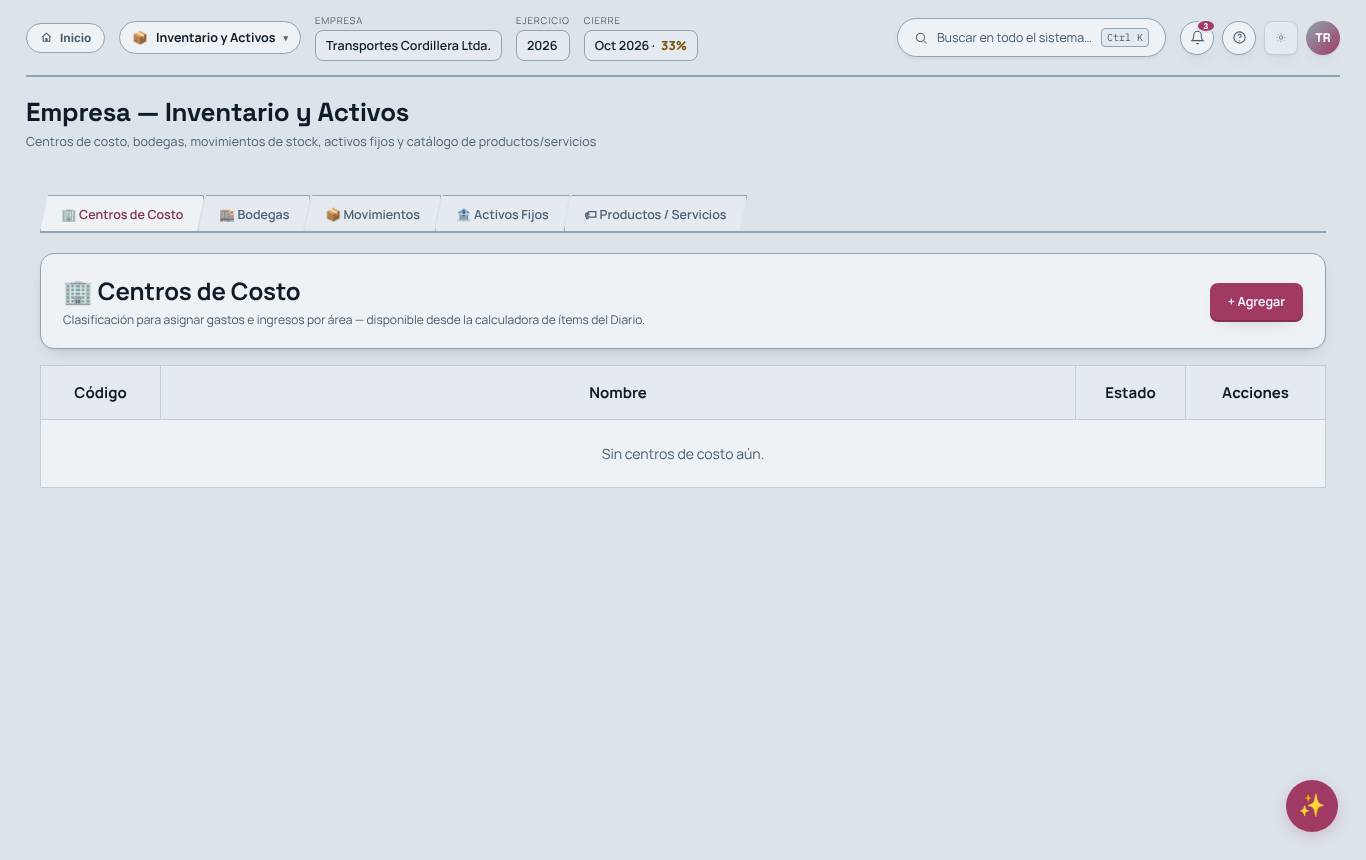 Inicio
Inventario y Activos
EMPRESA
Transportes Cordillera Ltda.
EJERCICIO
2026
CIERRE
Oct 2026 · 33%
Buscar en todo el sistema... Ctrl K
3
TR
Empresa — Inventario y Activos
Centros de costo, bodegas, movimientos de stock, activos fijos y catálogo de productos/servicios
Centros de Costo
Bodegas
Movimientos
Activos Fijos
Productos / Servicios
Centros de Costo
Clasificación para asignar gastos e ingresos por área — disponible desde la calculadora de ítems del Diario.
+ Agregar
Código
Nombre
Estado
Acciones
Sin centros de costo aún.